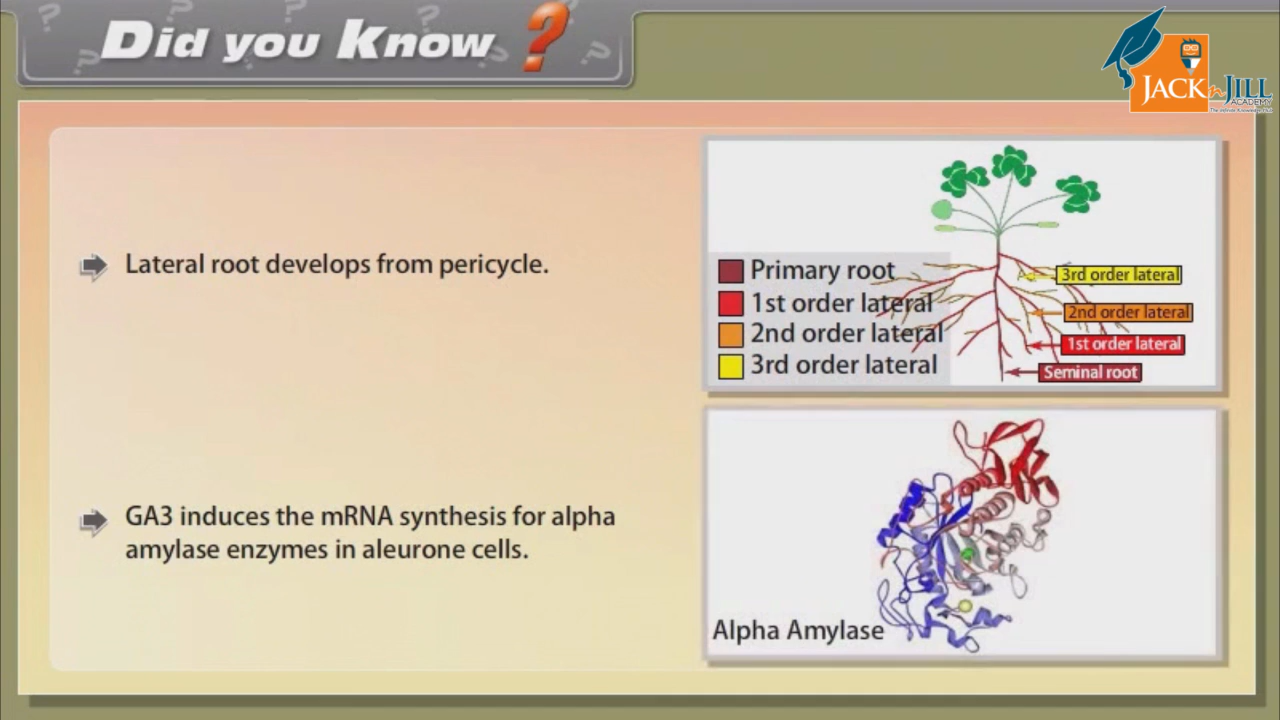 Did you Know ?
JACK n JILL
ACADEMY
Lateral root develops from pericycle.
Primary root
1st order lateral
2nd order lateral
3rd order lateral
3rd order lateral
2nd order lateral
1st order lateral
Seminal root
GA3 induces the mRNA synthesis for alpha
amylase enzymes in aleurone cells.
Alpha Amylase